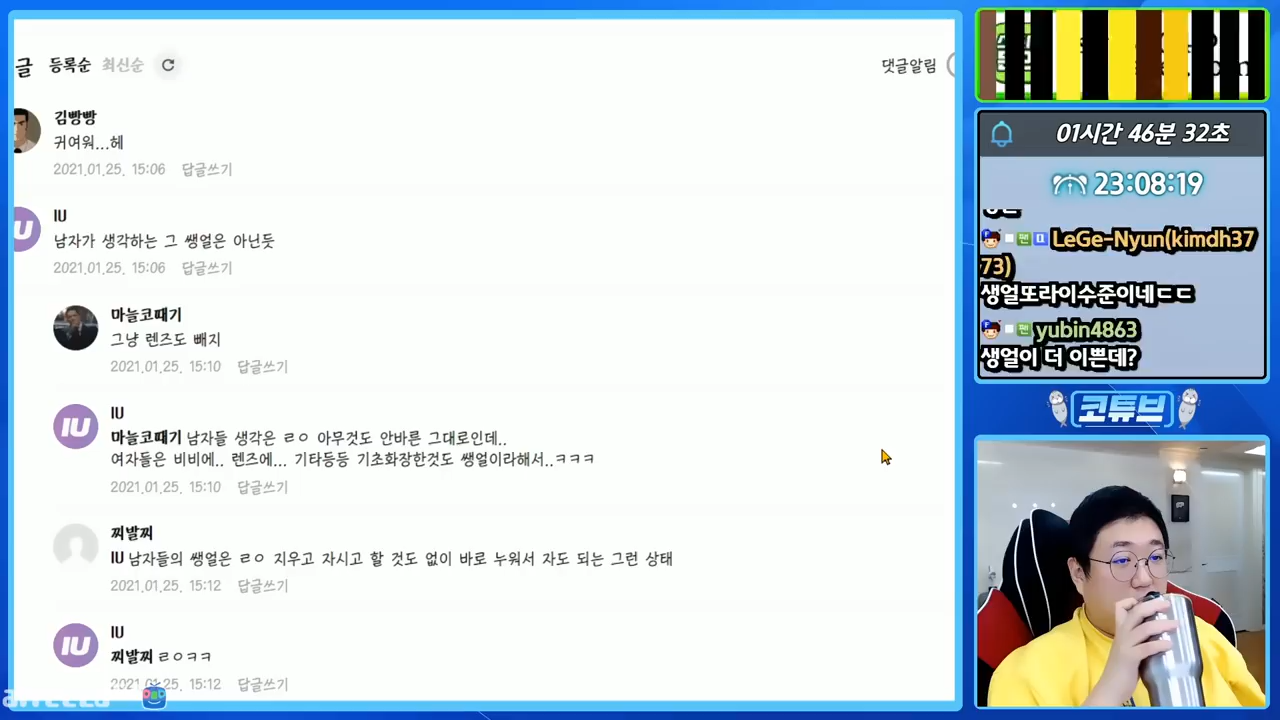 글 등록순 최신순
댓글알림
김빵빵
귀여워...헤
2021.01.25. 15:06 답글쓰기
IU
남자가 생각하는 그 쌩얼은 아닌듯
2021.01.25. 15:06 답글쓰기
마늘코때기
그냥 렌즈도 빼지
2021.01.25. 15:10 답글쓰기
IU
IU
마늘코때기 남자들 생각은 ㄹㅇ 아무것도 안바른 그대로인데..
여자들은 비비에.. 렌즈에... 기타등등 기초화장한것도 쌩얼이라해서..ㅋㅋㅋ
2021.01.25. 15:10 답글쓰기
찌발찌
IU 남자들의 쌩얼은 ㄹㅇ 지우고 자시고 할 것도 없이 바로 누워서 자도 되는 그런 상태
2021.01.25. 15:12 답글쓰기
IU
IU
찌발찌 ㄹㅇㅋㅋ
2021.01.25. 15:12 답글쓰기
01시간 46분 32초
23:08:19
팬 LeGe-Nyun(kimdh37
73)
생얼또라이수준이네ㄷㄷ
팬 yubin4863
생얼이 더 이쁜데?
코튜브